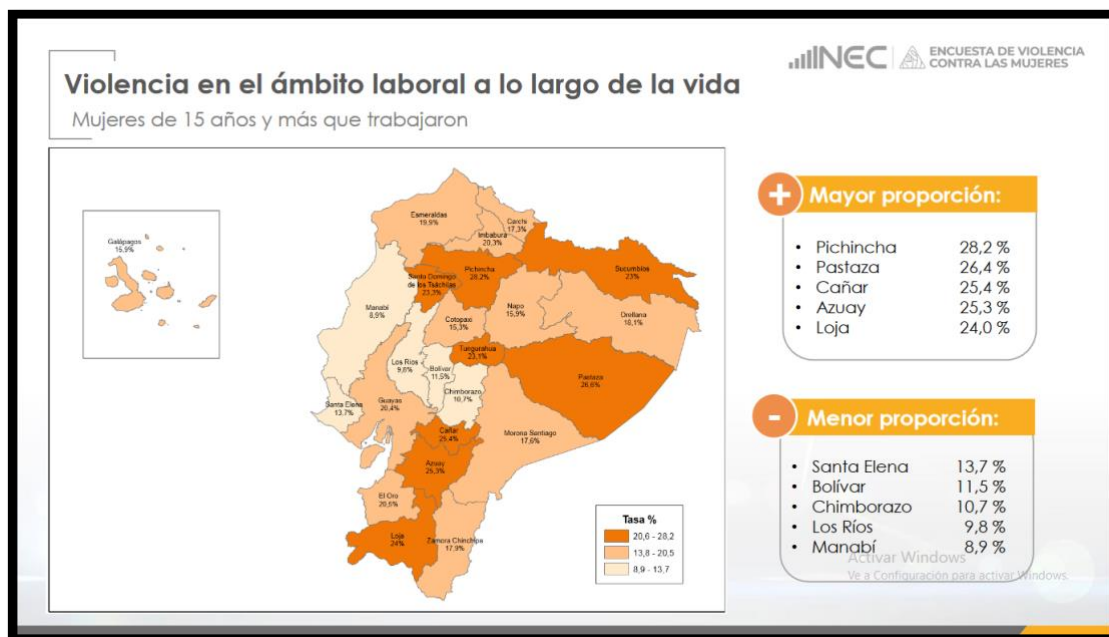 INEC
ENCUESTA DE VIOLENCIA
CONTRA LAS MUJERES
Violencia en el ámbito laboral a lo largo de la vida
Mujeres de 15 años y más que trabajaron
Galápagos
15,9%
Esmeraldas
19,9%
Carchi
17,3%
Imbabura
20,3%
Pichincha
28,2%
Sucumbíos
23%
Santo Domingo
de los Tsáchilas
23,3%
Manabí
8,9%
Cotopaxi
15,3%
Napo
15,9%
Orellana
18,1%
Tungurahua
23,1%
Los Ríos
9,8%
Bolívar
11,5%
Pastaza
26,6%
Chimborazo
10,7%
Santa Elena
13,7%
Guayas
20,4%
Cañar
25,4%
Morona Santiago
17,6%
Azuay
25,3%
El Oro
20,5%
Loja
24%
Zamora Chinchipe
17,9%
Tasa %
20,6 - 28,2
13,8 - 20,5
8,9 - 13,7
+ Mayor proporción:
• Pichincha 28,2 %
• Pastaza 26,4 %
• Cañar 25,4 %
• Azuay 25,3 %
• Loja 24,0 %
- Menor proporción:
• Santa Elena 13,7 %
• Bolívar 11,5 %
• Chimborazo 10,7 %
• Los Ríos 9,8 %
• Manabí 8,9 %
Activar Windows
Ve a Configuración para activar Windows.